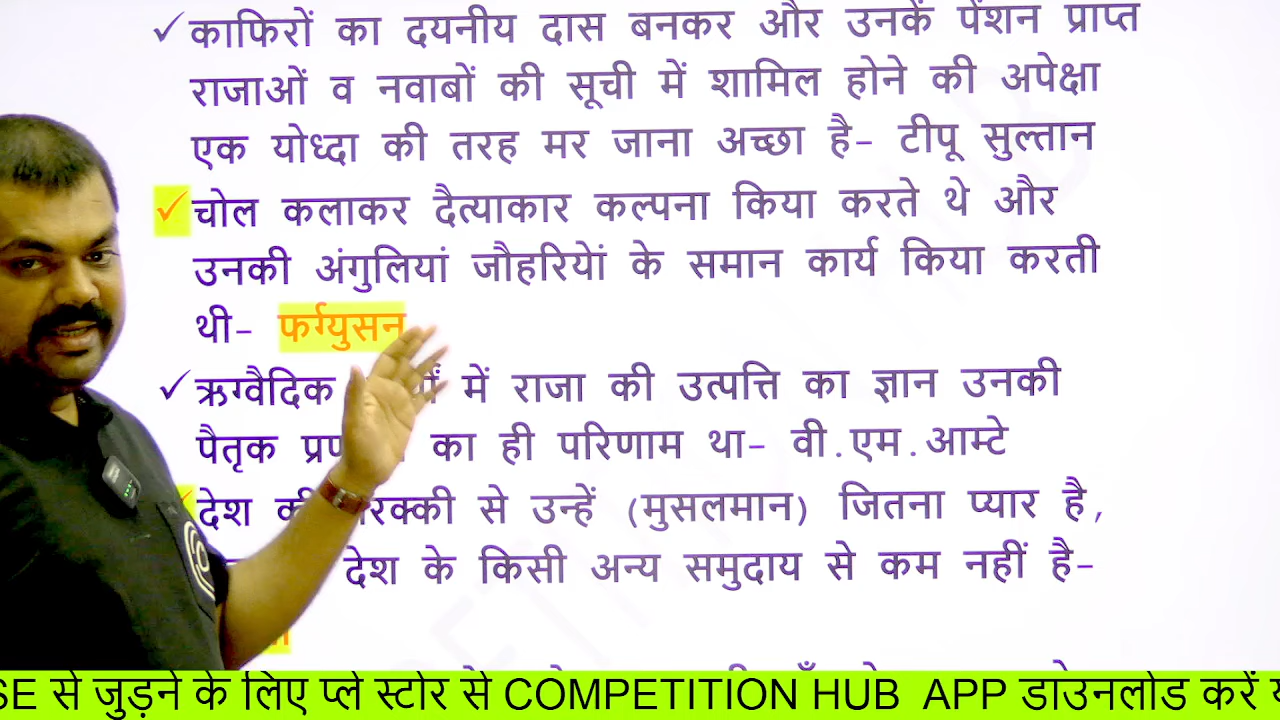 ✓काफिरों का दयनीय दास बनकर और उनकें पेंशन प्राप्त
राजाओं व नवाबों की सूची में शामिल होने की अपेक्षा
एक योध्दा की तरह मर जाना अच्छा है- टीपू सुल्तान
✓चोल कलाकर दैत्याकार कल्पना किया करते थे और
उनकी अंगुलियां जौहरियेां के समान कार्य किया करती
थी- फर्ग्युसन
✓ऋग्वैदिक में राजा की उत्पत्ति का ज्ञान उनकी
पैतृक का ही परिणाम था- वी.एम.आम्टे
देश से उन्हें (मुसलमान) जितना प्यार है,
देश के किसी अन्य समुदाय से कम नहीं है-
SE से जुड़ने के लिए प्ले स्टोर से COMPETITION HUB APP डाउनलोड करें